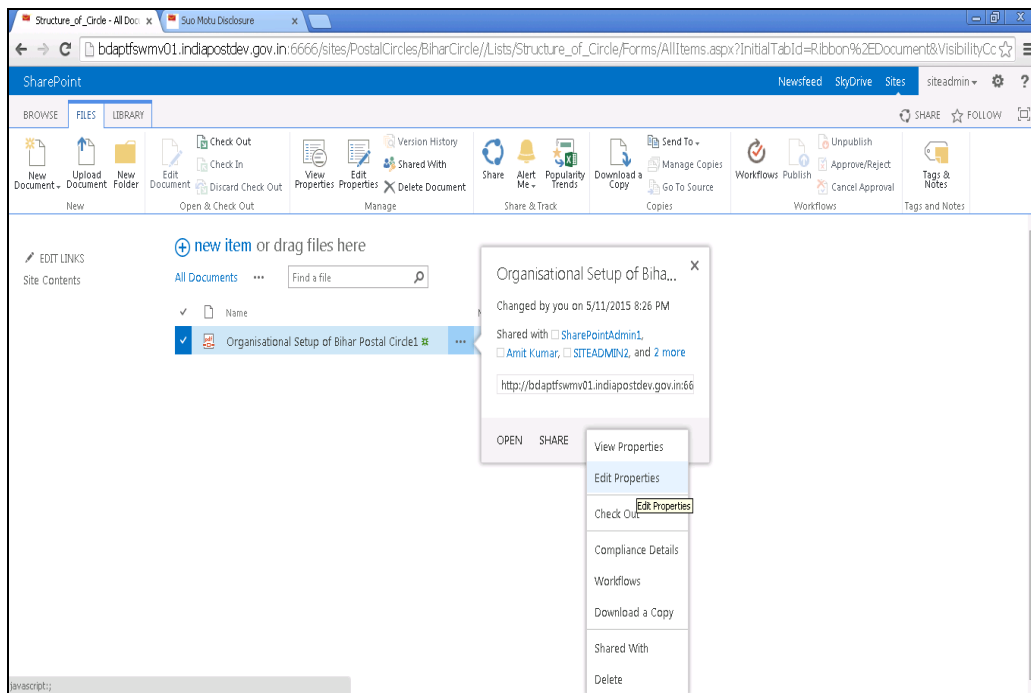 Structure_of_Circle - All Doc
Suo Motu Disclosure
bdaptfswmv01.indiapostdev.gov.in:6666/sites/PostalCircles/BiharCircle//Lists/Structure_of_Circle/Forms/AllItems.aspx?InitialTabId=Ribbon%2EDocument&VisibilityCc
SharePoint
Newsfeed SkyDrive Sites siteadmin ?
BROWSE FILES LIBRARY
SHARE FOLLOW
New Document
Upload Document
New Folder
New
Edit Document
Check Out
Check In
Discard Check Out
Open & Check Out
View Properties
Edit Properties
Version History
Shared With
Delete Document
Manage
Share
Alert Me
Popularity Trends
Share & Track
Download a Copy
Send To
Manage Copies
Go To Source
Copies
Workflows
Publish
Unpublish
Approve/Reject
Cancel Approval
Workflows
Tags & Notes
Tags and Notes
EDIT LINKS
Site Contents
new item or drag files here
All Documents ••• Find a file
Name
Organisational Setup of Bihar Postal Circle1 •••
Organisational Setup of Biha...
Changed by you on 5/11/2015 8:26 PM
Shared with SharePointAdmin1,
Amit Kumar, SITEADMIN2, and 2 more
http://bdaptfswmv01.indiapostdev.gov.in:66
OPEN SHARE
View Properties
Edit Properties
Edit Properties
Check Out
Compliance Details
Workflows
Download a Copy
Shared With
Delete
javascript:;